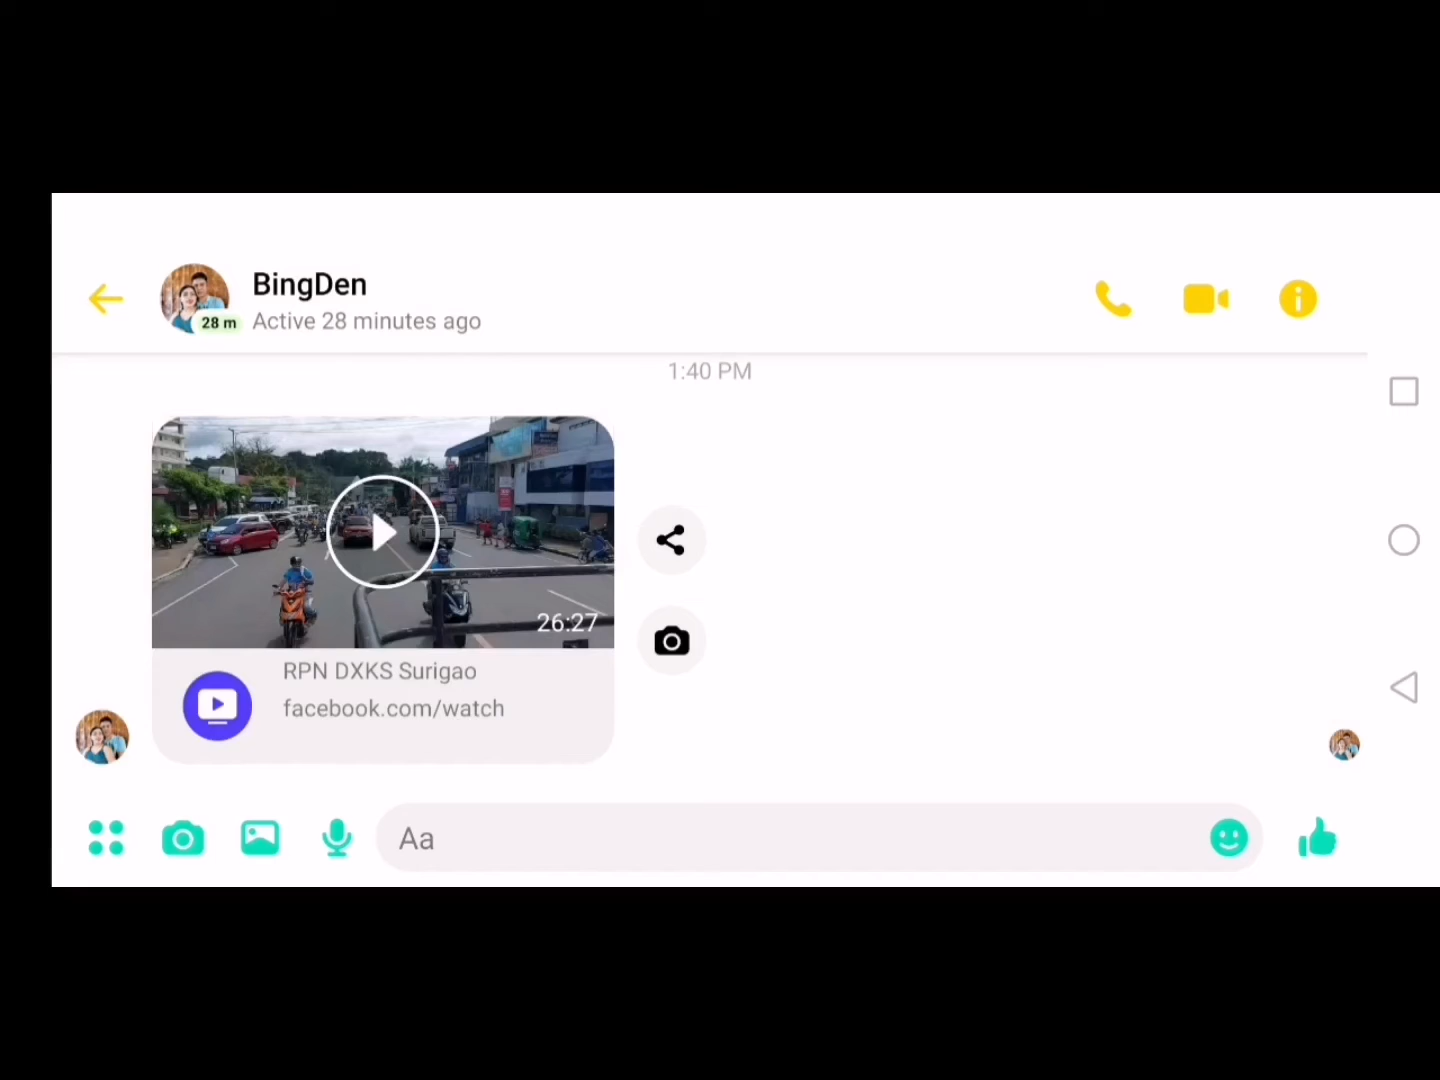 BingDen
28 m
Active 28 minutes ago
1:40 PM
26:27
RPN DXKS Surigao
facebook.com/watch
Aa